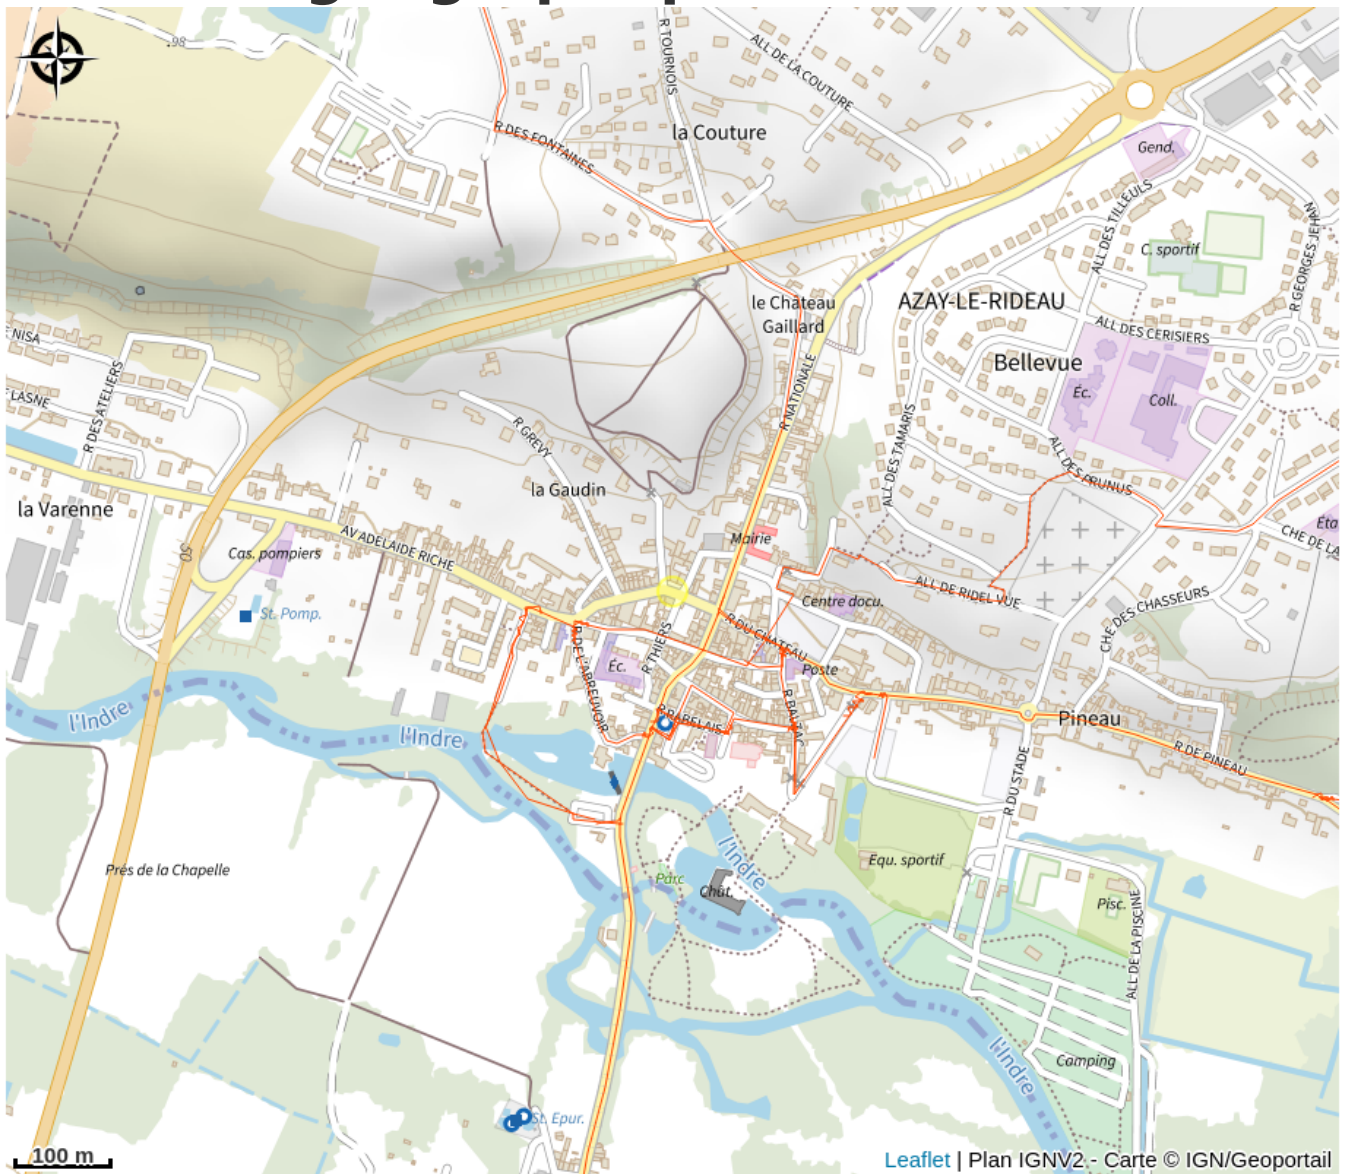 .98
R TOURNOIS
ALL DE LA COUTURE
la Couture
R DES FONTAINES
Gend.
ALL DES TILLEULS
C. sportif
R GEORGES JEHAN
le Château
Gaillard
AZAY-LE-RIDEAU
ALL DES CERISIERS
Bellevue
E NISA
E LASNE
R DES ATELIERS
Éc.
Coll.
R NATIONALE
R GREVY
ALL DES TAMARIS
ALL DES PRUNUS
la Gaudin
la Varenne
50
Cas. pompiers
AV ADELAIDE RICHE
Mairie
CHE DE LA
St. Pomp.
ALL DE RIDEL VUE
Centre docu.
CHE DES CHASSEURS
R DU CHATEAU
R THIERS
Éc.
R DE L'ABREUVOIR
Poste
R BALZAC
R RABELAIS
l'Indre
l'Indre
Pineau
R DE PINEAU
R DU STADE
Prés de la Chapelle
l'Indre
Parc
Chât.
Equ. sportif
Pisc.
ALL DE LA PISCINE
l'Indre
Camping
St. Epur.
100 m
Leaflet | Plan IGNV2 - Carte © IGN/Geoportail